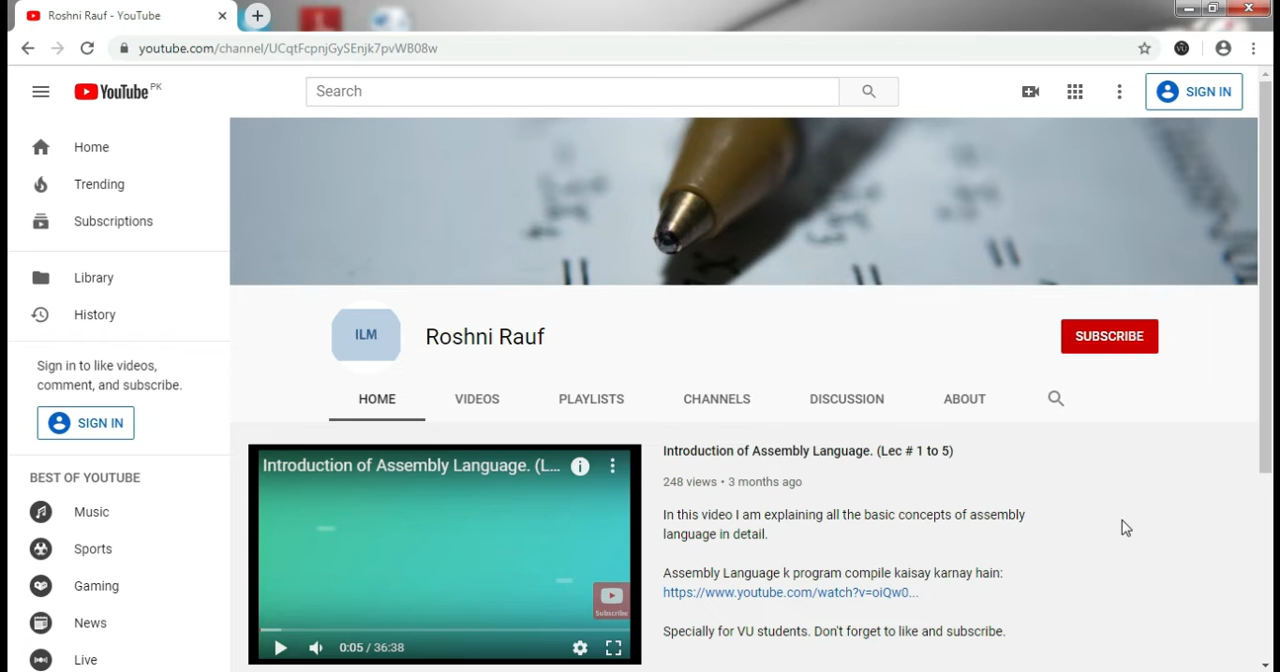 Roshni Rauf - YouTube
youtube.com/channel/UCqtFcpnjGySEnjk7pvWB08w
YouTube PK
Search
SIGN IN
Home
Trending
Subscriptions
Library
History
Sign in to like videos,
comment, and subscribe.
SIGN IN
BEST OF YOUTUBE
Music
Sports
Gaming
News
Live
ILM
Roshni Rauf
SUBSCRIBE
HOME VIDEOS PLAYLISTS CHANNELS DISCUSSION ABOUT
Introduction of Assembly Language. (L...
Subscribe
0:05 / 36:38
Introduction of Assembly Language. (Lec # 1 to 5)
248 views • 3 months ago
In this video I am explaining all the basic concepts of assembly
language in detail.
Assembly Language k program compile kaisay karnay hain:
https://www.youtube.com/watch?v=oiQw0...
Specially for VU students. Don't forget to like and subscribe.